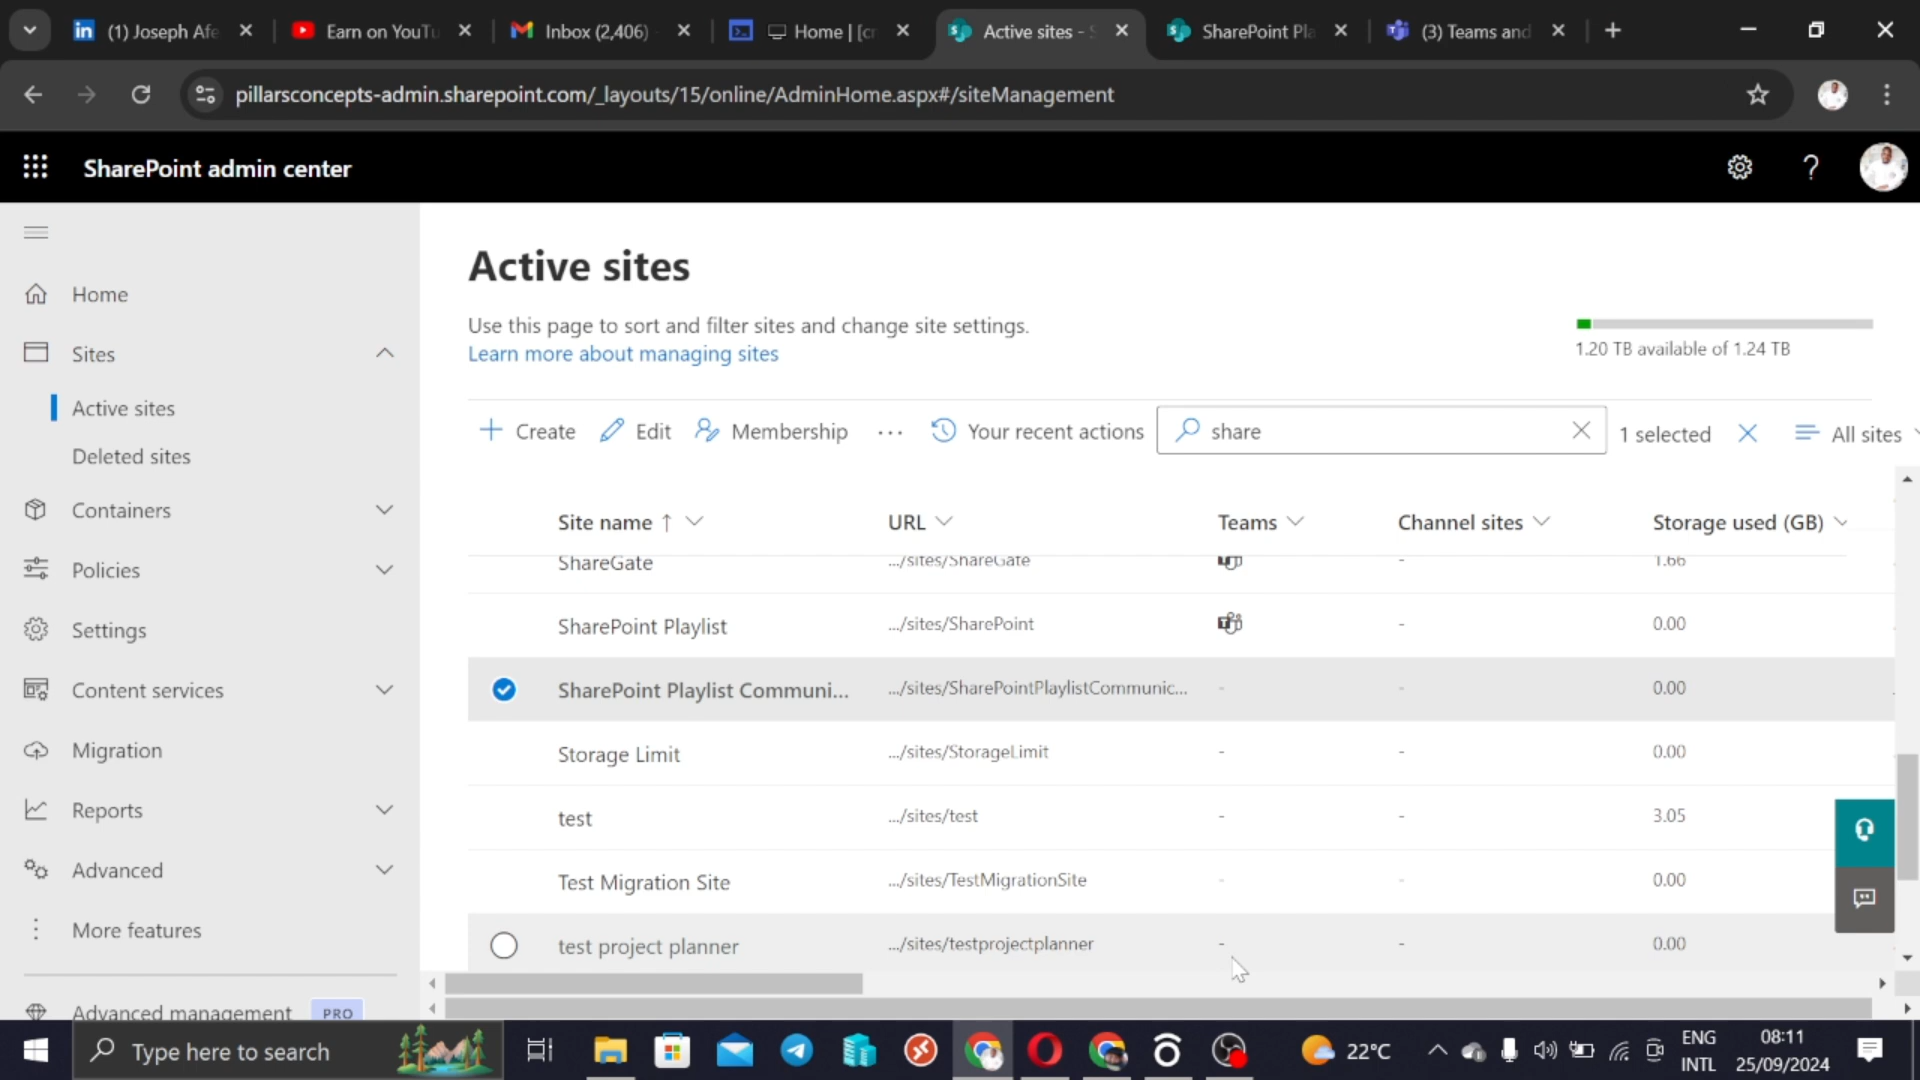 (1) Joseph Afe
Earn on YouTu
Inbox (2,406)
Home | [cr
Active sites - S
SharePoint Pla
(3) Teams and
pillarsconcepts-admin.sharepoint.com/_layouts/15/online/AdminHome.aspx#/siteManagement
SharePoint admin center
Home
Sites
Active sites
Deleted sites
Containers
Policies
Settings
Content services
Migration
Reports
Advanced
More features
Advanced management PRO
Active sites
Use this page to sort and filter sites and change site settings.
Learn more about managing sites
1.20 TB available of 1.24 TB
Create Edit Membership ··· Your recent actions share 1 selected All sites
Site name ↑ URL Teams Channel sites Storage used (GB)
ShareGate .../sites/ShareGate - 1.66
SharePoint Playlist .../sites/SharePoint - 0.00
SharePoint Playlist Communi... .../sites/SharePointPlaylistCommunic... - - 0.00
Storage Limit .../sites/StorageLimit - - 0.00
test .../sites/test - - 3.05
Test Migration Site .../sites/TestMigrationSite - - 0.00
test project planner .../sites/testprojectplanner - - 0.00
Type here to search
22°C
ENG
INTL
08:11
25/09/2024